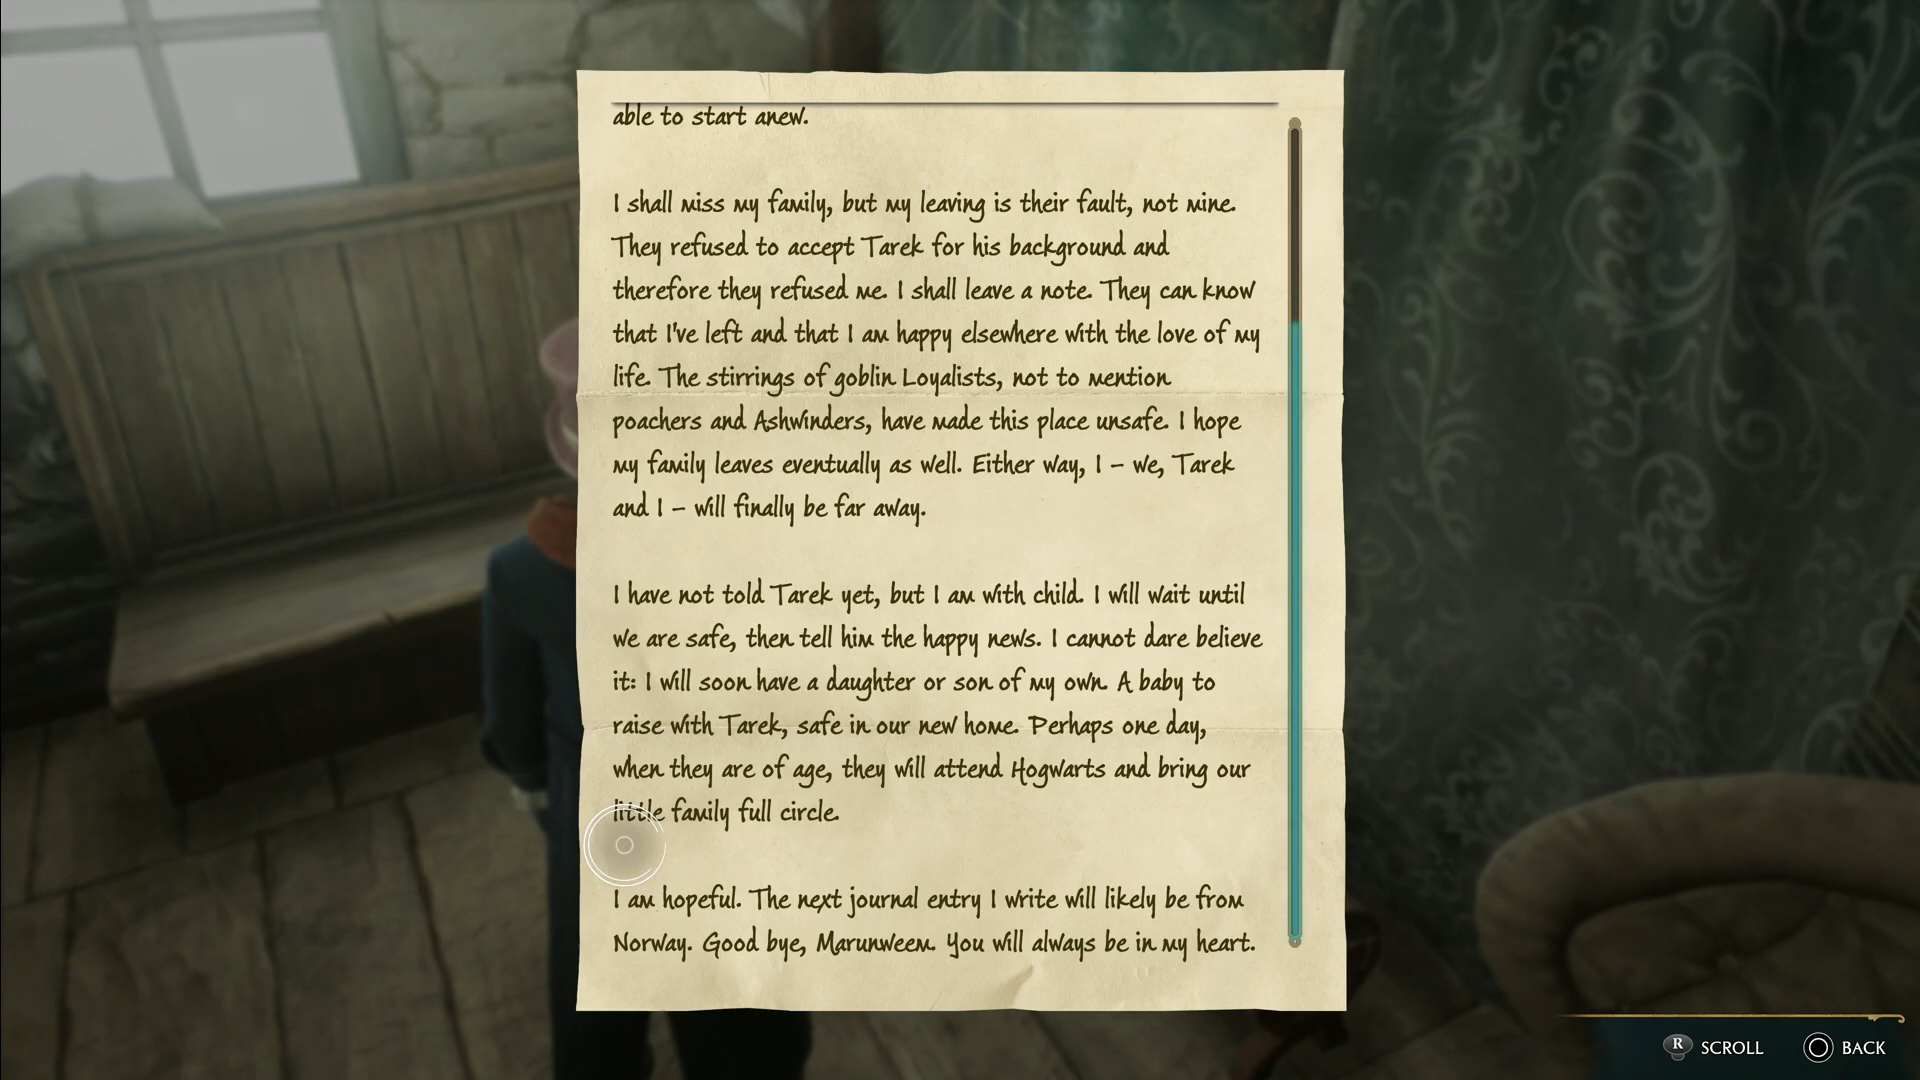 able to start anew.
I shall miss my family, but my leaving is their fault, not mine.
They refused to accept Tarek for his background and
therefore they refused me. I shall leave a note. They can know
that I've left and that I am happy elsewhere with the love of my
life. The stirrings of goblin Loyalists, not to mention
poachers and Ashwinders, have made this place unsafe. I hope
my family leaves eventually as well. Either way, I – we, Tarek
and I – will finally be far away.
I have not told Tarek yet, but I am with child. I will wait until
we are safe, then tell him the happy news. I cannot dare believe
it: I will soon have a daughter or son of my own. A baby to
raise with Tarek, safe in our new home. Perhaps one day,
when they are of age, they will attend Hogwarts and bring our
little family full circle.
I am hopeful. The next journal entry I write will likely be from
Norway. Good bye, Marunweem. You will always be in my heart.
R SCROLL BACK